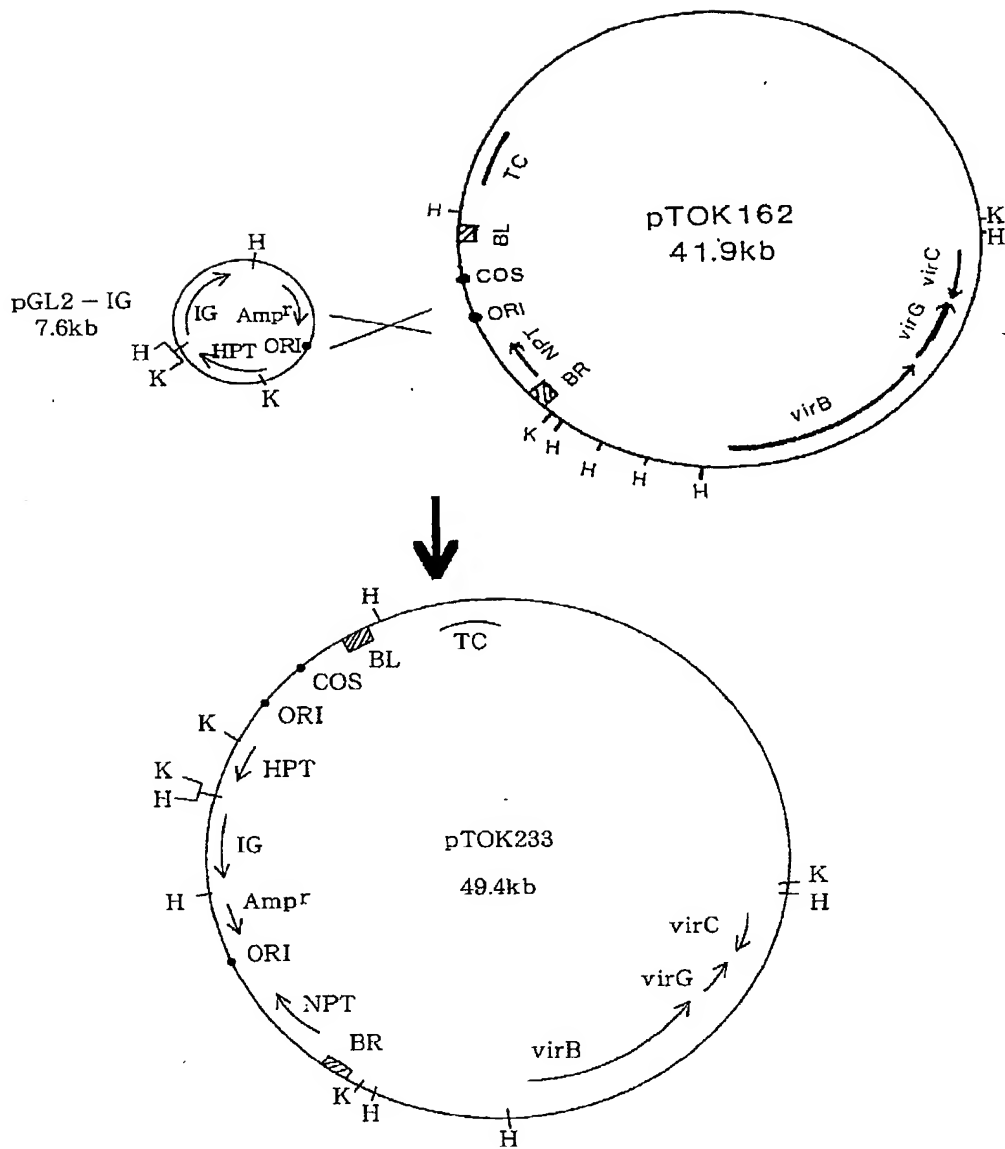 pTOK162
41.9kb
TC
H
BL
COS
ORI
NPT
BR
K
H
H
H
H
virB
virG
virC
K
H
pGL2-IG
7.6kb
H
IG
Ampr
HPT
ORI
H
K
K
pTOK233
49.4kb
H
TC
BL
COS
ORI
K
HPT
K
H
IG
H
Ampr
ORI
NPT
BR
K
H
H
virB
virG
virC
K
H